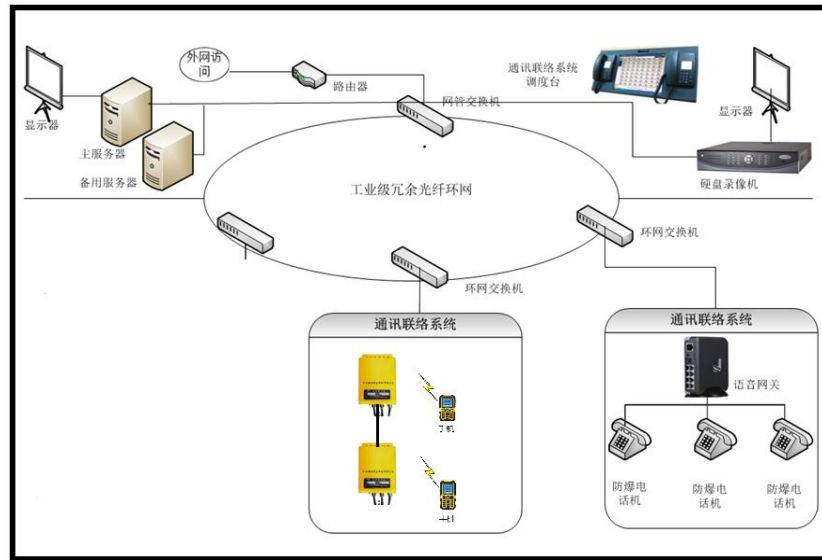 外网访
问
路由器
网管交换机
通讯联络系统
调度台
显示器
显示器
主服务器
备用服务器
硬盘录像机
工业级冗余光纤环网
环网交换机
环网交换机
通讯联络系统
手机
手机
通讯联络系统
语音网关
防爆电
话机
防爆电
话机
防爆电
话机